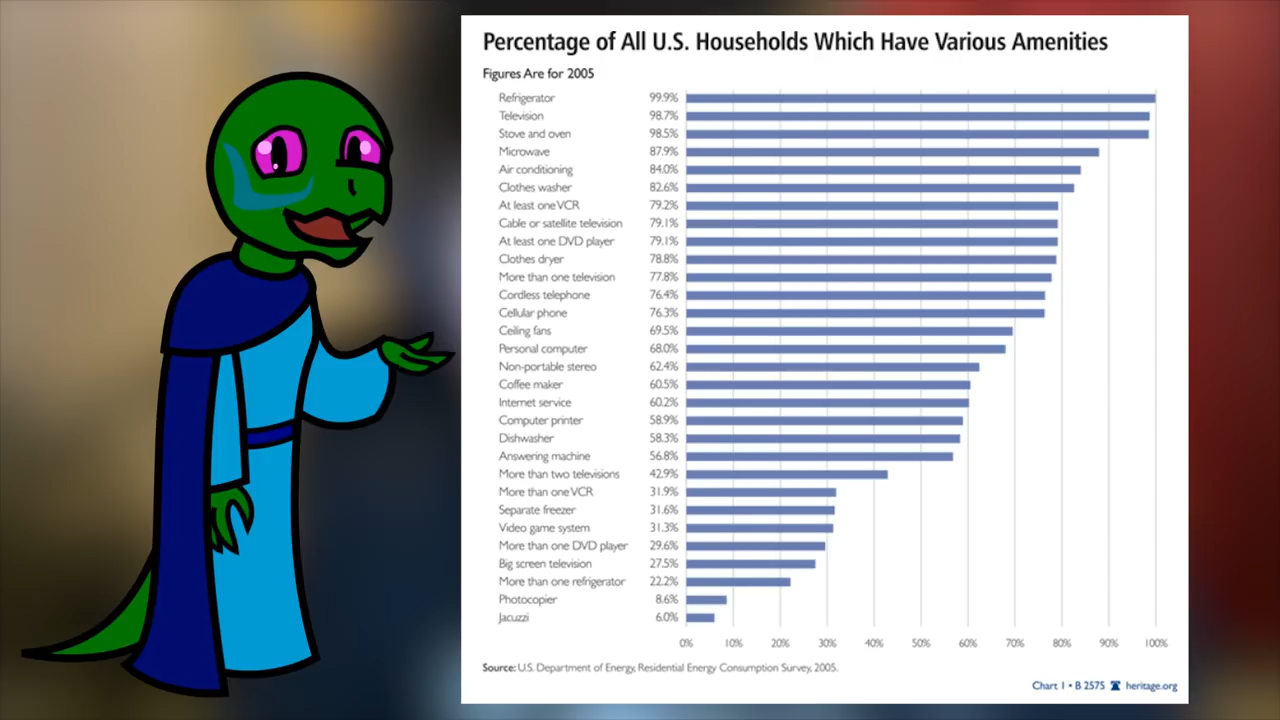 Percentage of All U.S. Households Which Have Various Amenities
Figures Are for 2005
Refrigerator 99.9%
Television 98.7%
Stove and oven 98.5%
Microwave 87.9%
Air conditioning 84.0%
Clothes washer 82.6%
At least one VCR 79.2%
Cable or satellite television 79.1%
At least one DVD player 79.1%
Clothes dryer 78.8%
More than one television 77.8%
Cordless telephone 76.4%
Cellular phone 76.3%
Ceiling fans 69.5%
Personal computer 68.0%
Non-portable stereo 62.4%
Coffee maker 60.5%
Internet service 60.2%
Computer printer 58.9%
Dishwasher 58.3%
Answering machine 56.8%
More than two televisions 42.9%
More than one VCR 31.9%
Separate freezer 31.6%
Video game system 31.3%
More than one DVD player 29.6%
Big screen television 27.5%
More than one refrigerator 22.2%
Photocopier 8.6%
Jacuzzi 6.0%
0% 10% 20% 30% 40% 50% 60% 70% 80% 90% 100%
Source: U.S. Department of Energy, Residential Energy Consumption Survey, 2005.
Chart 1 • B 2575 heritage.org